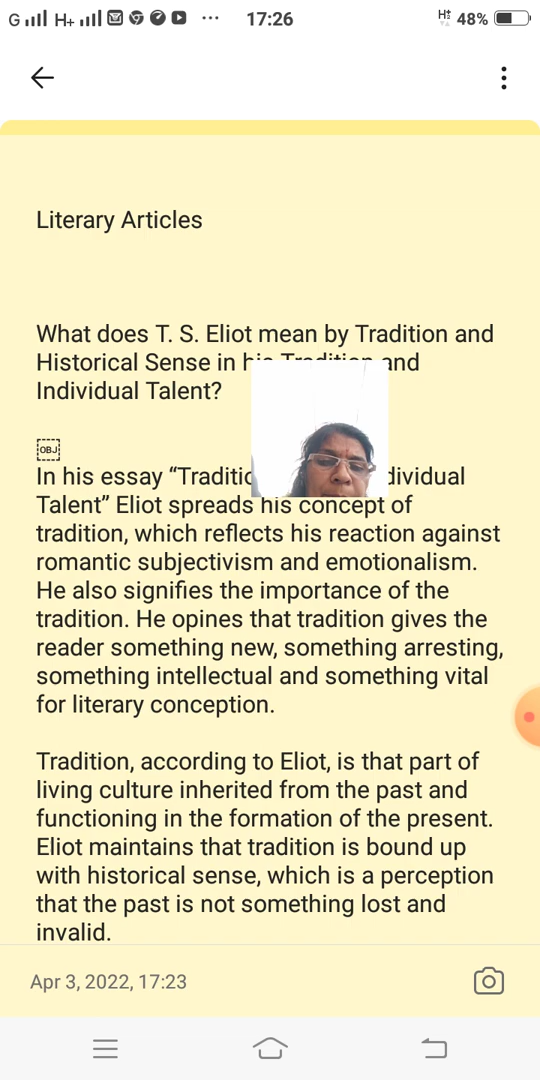 G H+ ... 17:26 48%
Literary Articles
What does T. S. Eliot mean by Tradition and
Historical Sense in his Tradition and
Individual Talent?
OBJ
In his essay “Traditio dividual
Talent” Eliot spreads his concept of
tradition, which reflects his reaction against
romantic subjectivism and emotionalism.
He also signifies the importance of the
tradition. He opines that tradition gives the
reader something new, something arresting,
something intellectual and something vital
for literary conception.
Tradition, according to Eliot, is that part of
living culture inherited from the past and
functioning in the formation of the present.
Eliot maintains that tradition is bound up
with historical sense, which is a perception
that the past is not something lost and
invalid.
Apr 3, 2022, 17:23